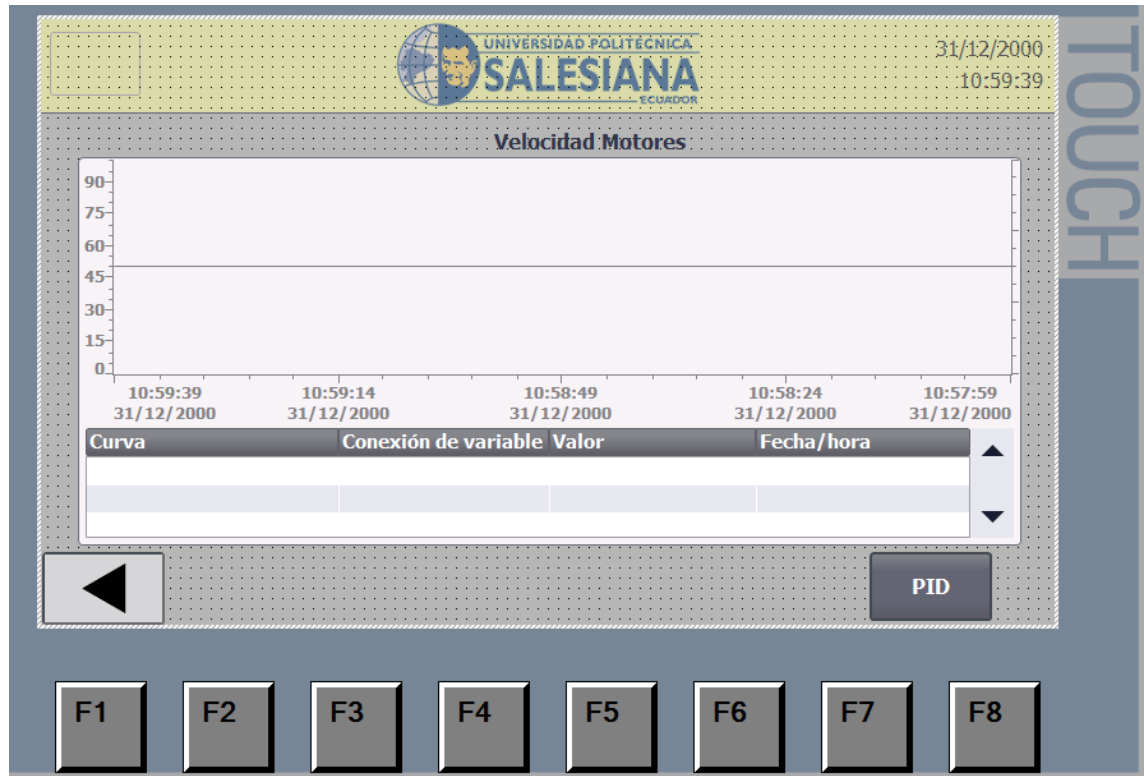 UNIVERSIDAD POLITÉCNICA
SALESIANA
ECUADOR
31/12/2000
10:59:39
TOUCH
Velocidad Motores
90
75
60
45
30
15
0
10:59:39 10:59:14 10:58:49 10:58:24 10:57:59
31/12/2000 31/12/2000 31/12/2000 31/12/2000 31/12/2000
Curva Conexión de variable Valor Fecha/hora
PID
F1 F2 F3 F4 F5 F6 F7 F8